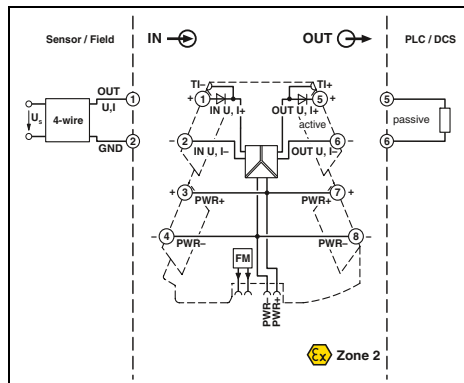 Sensor / Field
IN
OUT
PLC / DCS
TI–
TI+
OUT
U,I
1
+
1
IN U, I+
OUT U, I+
5
+
5
Us
4-wire
active
passive
2
GND
–
2
IN U, I–
OUT U, I–
6
–
6
+
3
PWR+
7
+
PWR+
–
4
PWR–
PWR–
8
–
FM
PWR–
PWR+
Ex
Zone 2